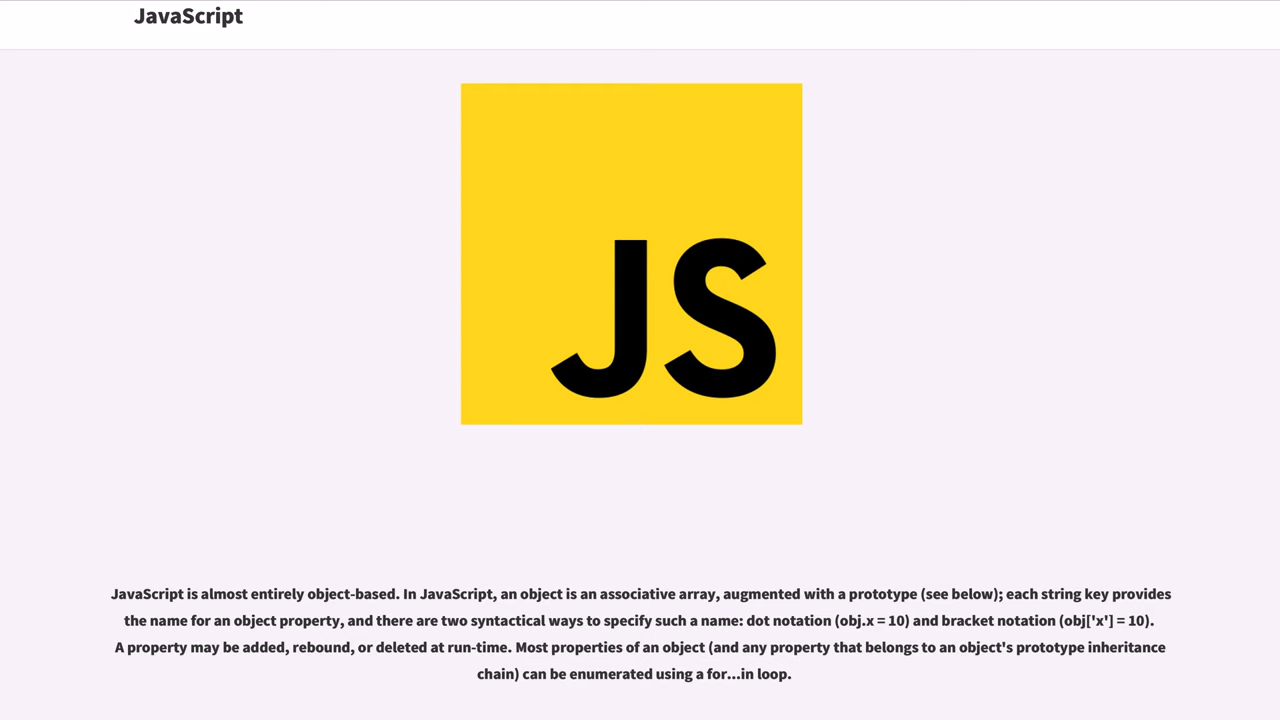 JavaScript
JS
JavaScript is almost entirely object-based. In JavaScript, an object is an associative array, augmented with a prototype (see below); each string key provides
the name for an object property, and there are two syntactical ways to specify such a name: dot notation (obj.x = 10) and bracket notation (obj['x'] = 10).
A property may be added, rebound, or deleted at run-time. Most properties of an object (and any property that belongs to an object's prototype inheritance
chain) can be enumerated using a for...in loop.